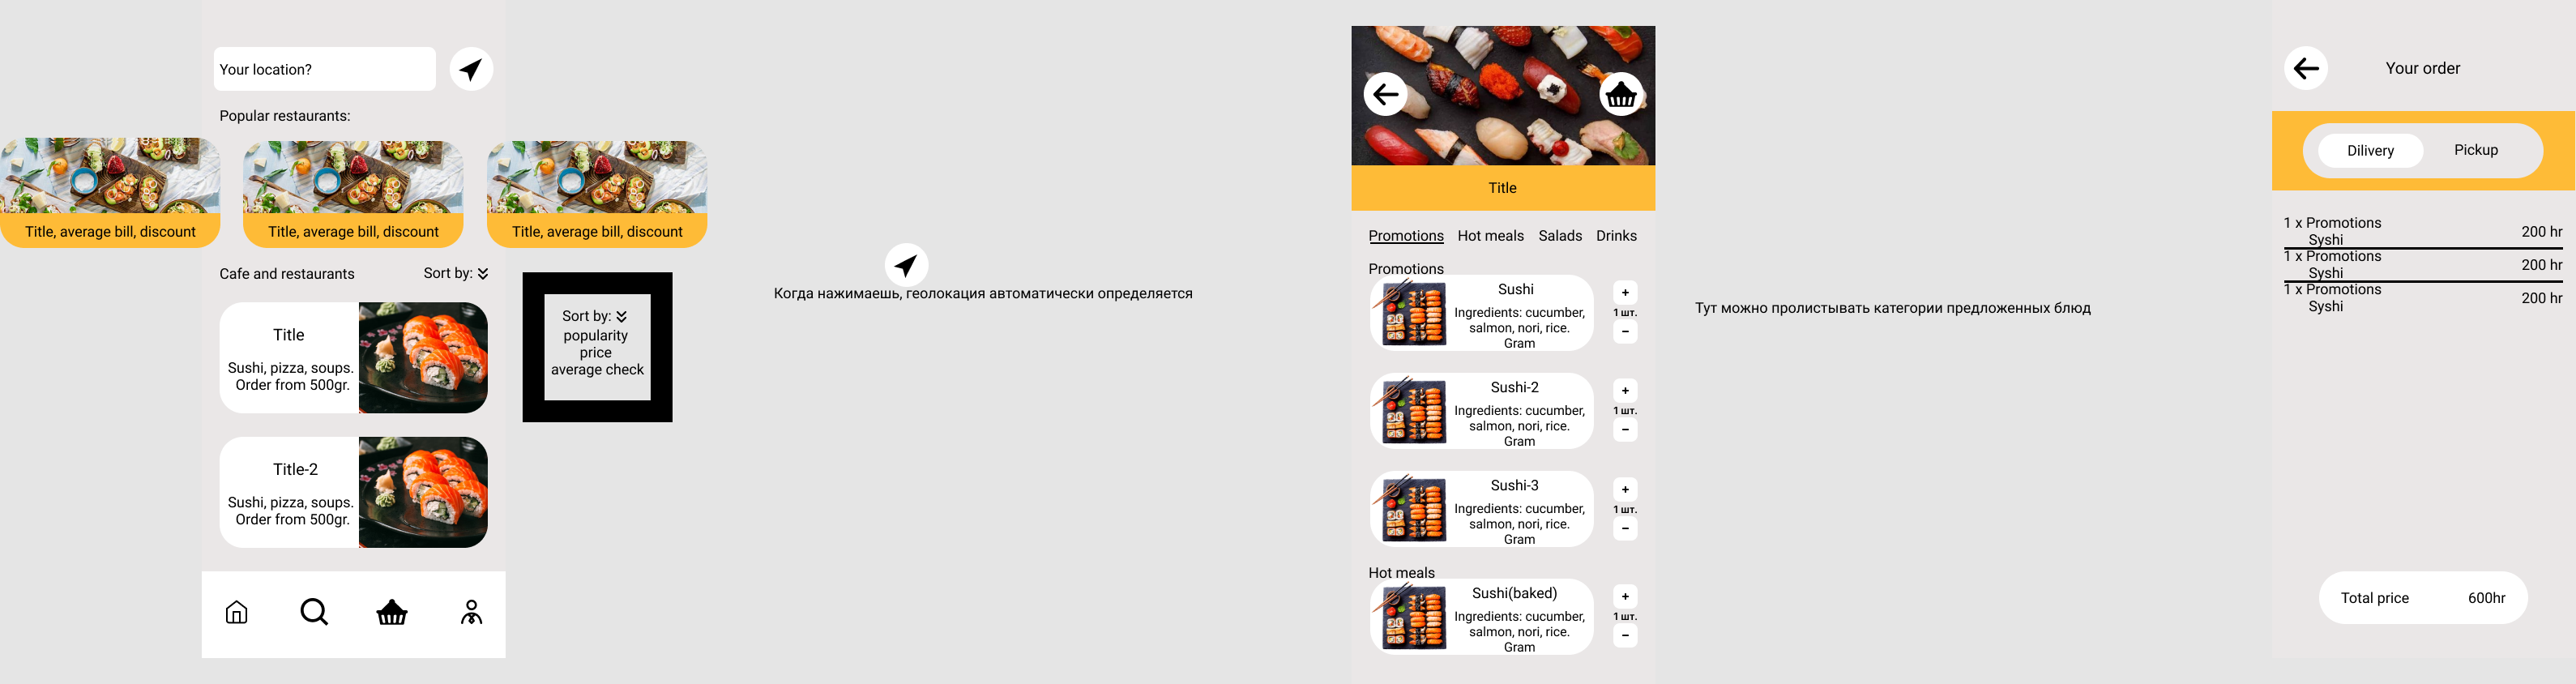 Your location?
Popular restaurants:
Title, average bill, discount
Title, average bill, discount
Title, average bill, discount
Cafe and restaurants
Sort by:
Title
Sushi, pizza, soups.
Order from 500gr.
Title-2
Sushi, pizza, soups.
Order from 500gr.
Sort by:
popularity
price
average check
Когда нажимаешь, геолокация автоматически определяется
Title
Promotions Hot meals Salads Drinks
Promotions
Sushi
Ingredients: cucumber,
salmon, nori, rice.
Gram
+
1 шт.
−
Sushi-2
Ingredients: cucumber,
salmon, nori, rice.
Gram
+
1 шт.
−
Sushi-3
Ingredients: cucumber,
salmon, nori, rice.
Gram
+
1 шт.
−
Hot meals
Sushi(baked)
Ingredients: cucumber,
salmon, nori, rice.
Gram
+
1 шт.
−
Тут можно пролистывать категории предложенных блюд
Your order
Dilivery Pickup
1 x Promotions
Syshi
200 hr
1 x Promotions
Syshi
200 hr
1 x Promotions
Syshi
200 hr
Total price 600hr